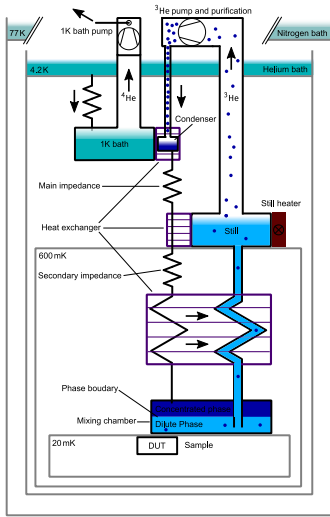 ³He pump and purification
77K
1K bath pump
Nitrogen bath
4.2K
Helium bath
⁴He
³He
Condenser
1K bath
Main impedance
Still heater
Heat exchanger
Still
600mK
Secondary impedance
Phase boudary
Concentrated phase
Mixing chamber
Dilute Phase
20mK
DUT
Sample